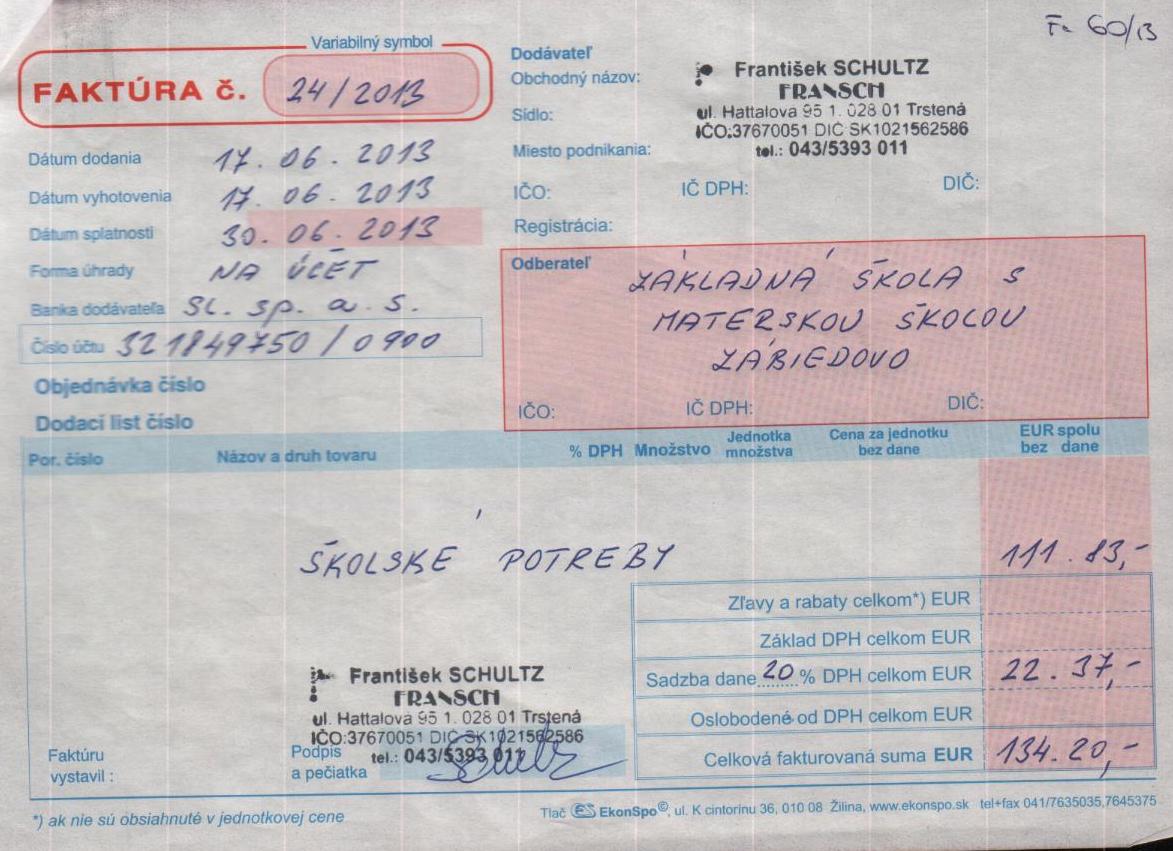 Fa 60/13
Variabilný symbol
FAKTÚRA č. 24/2013
Dátum dodania 17. 06. 2013
Dátum vyhotovenia 17. 06. 2013
Dátum splatnosti 30. 06. 2013
Forma úhrady NA ÚČET
Banka dodávateľa SL. SP. a. S.
Číslo účtu 321849750/0900
Objednávka číslo
Dodací list číslo
Dodávateľ
Obchodný názov:
Sídlo:
Miesto podnikania:
IČO: IČ DPH: DIČ:
Registrácia:
František SCHULTZ
FRANSCH
ul. Hattalova 95 1. 028 01 Trstená
IČO:37670051 DIČ SK1021562586
tel.: 043/5393 011
Odberateľ
ZÁKLADNÁ ŠKOLA S
MATERSKOU ŠKOLOU
ZÁBIEDOVO
IČO: IČ DPH: DIČ:
Por. číslo Názov a druh tovaru % DPH Množstvo Jednotka množstva Cena za jednotku bez dane EUR spolu bez dane
ŠKOLSKÉ POTREBY 111.83,-
Zľavy a rabaty celkom*) EUR
Základ DPH celkom EUR
Sadzba dane 20 % DPH celkom EUR 22.37,-
Oslobodené od DPH celkom EUR
Celková fakturovaná suma EUR 134.20,-
František SCHULTZ
FRANSCH
ul. Hattalova 95 1. 028 01 Trstená
IČO:37670051 DIČ SK1021562586
tel.: 043/5393 011
Faktúru
vystavil :
Podpis
a pečiatka
*) ak nie sú obsiahnuté v jednotkovej cene
Tlač ES EkonSpo©, ul. K cintorínu 36, 010 08 Žilina, www.ekonspo.sk tel+fax 041/7635035,7645375